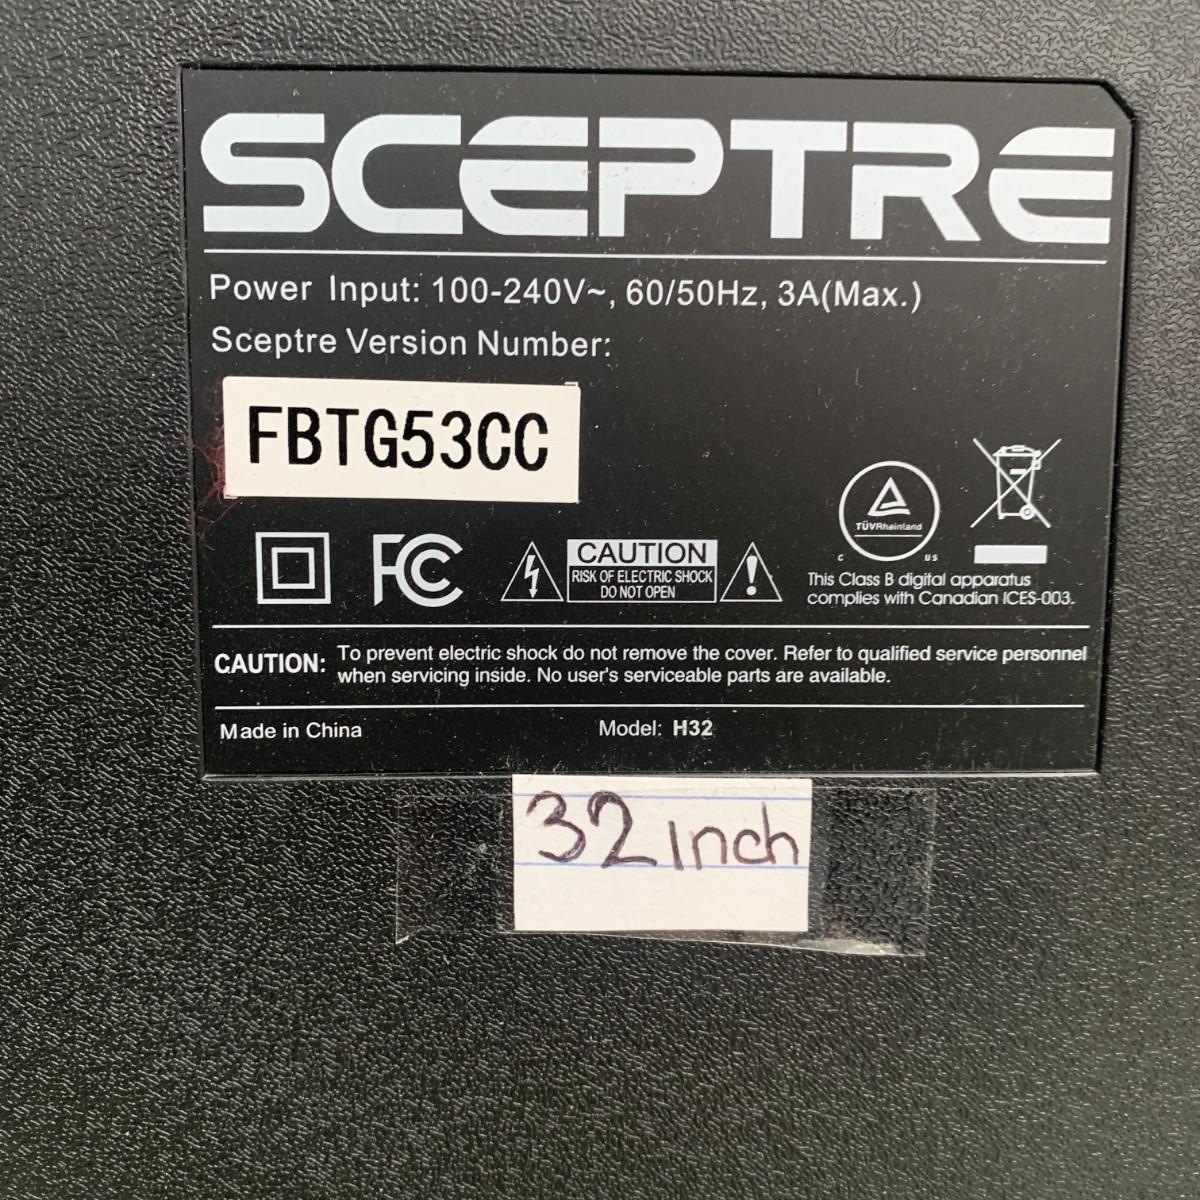 SCEPTRE
Power Input: 100-240V~, 60/50Hz, 3A(Max.)
Sceptre Version Number:
FBTG53CC
FC
CAUTION
RISK OF ELECTRIC SHOCK
DO NOT OPEN
TÜVRheinland
C US
This Class B digital apparatus
complies with Canadian ICES-003.
CAUTION: To prevent electric shock do not remove the cover. Refer to qualified service personnel
when servicing inside. No user's serviceable parts are available.
Made in China Model: H32
32 inch